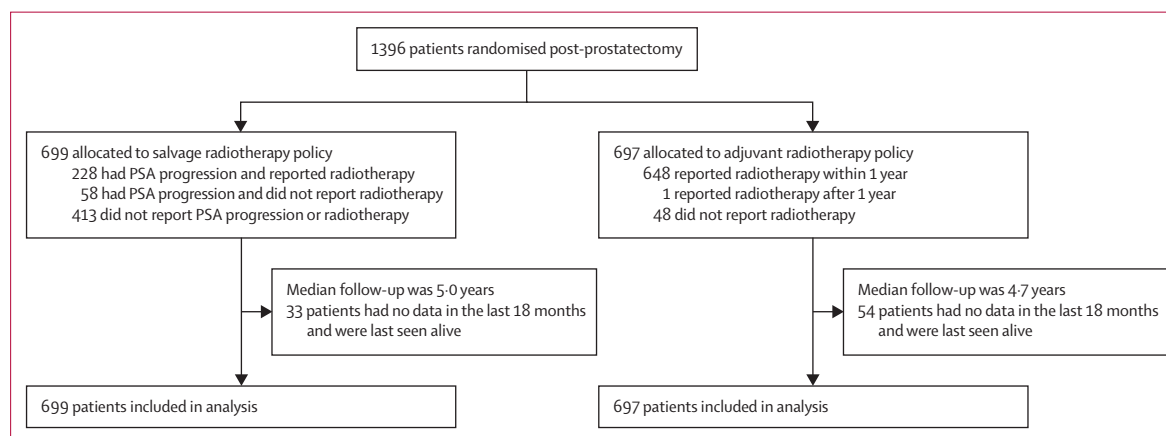 1396 patients randomised post-prostatectomy
699 allocated to salvage radiotherapy policy
228 had PSA progression and reported radiotherapy
58 had PSA progression and did not report radiotherapy
413 did not report PSA progression or radiotherapy
697 allocated to adjuvant radiotherapy policy
648 reported radiotherapy within 1 year
1 reported radiotherapy after 1 year
48 did not report radiotherapy
Median follow-up was 5·0 years
33 patients had no data in the last 18 months
and were last seen alive
Median follow-up was 4·7 years
54 patients had no data in the last 18 months
and were last seen alive
699 patients included in analysis
697 patients included in analysis